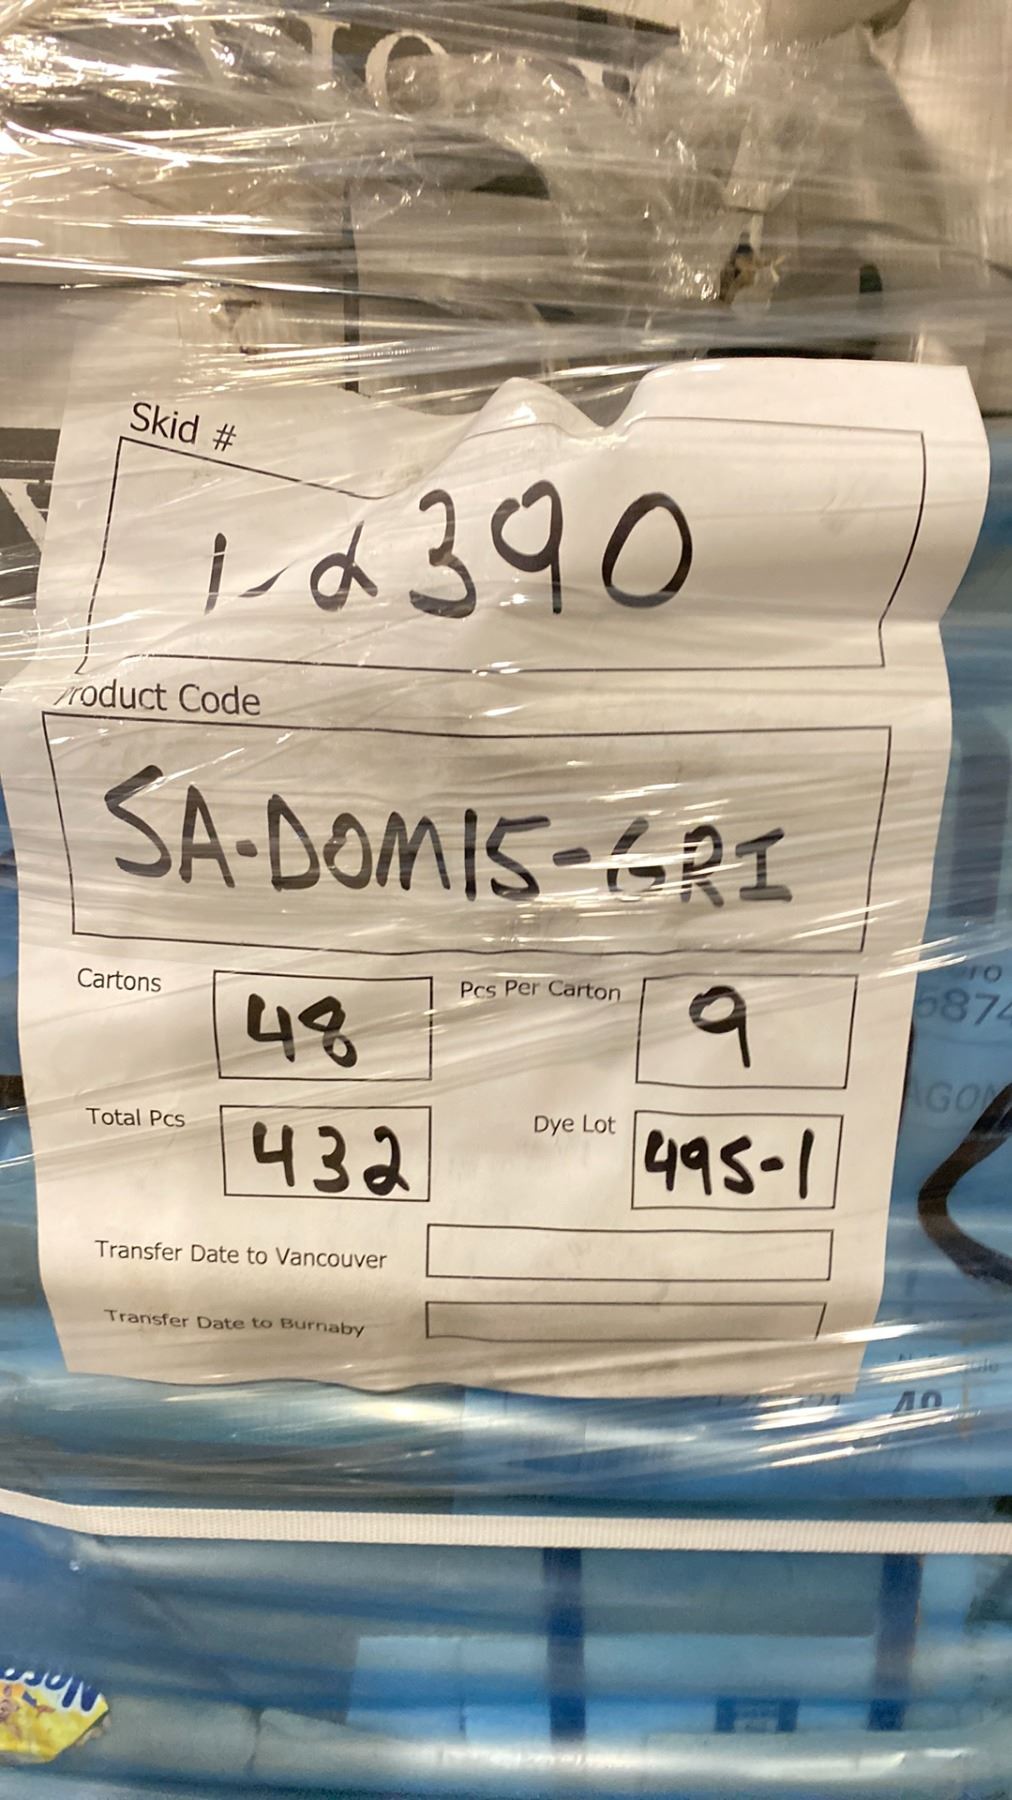 Skid #
1-2390
Product Code
SA-DOM15-GRI
Cartons 48 Pcs Per Carton 9
Total Pcs 432 Dye Lot 495-1
Transfer Date to Vancouver
Transfer Date to Burnaby